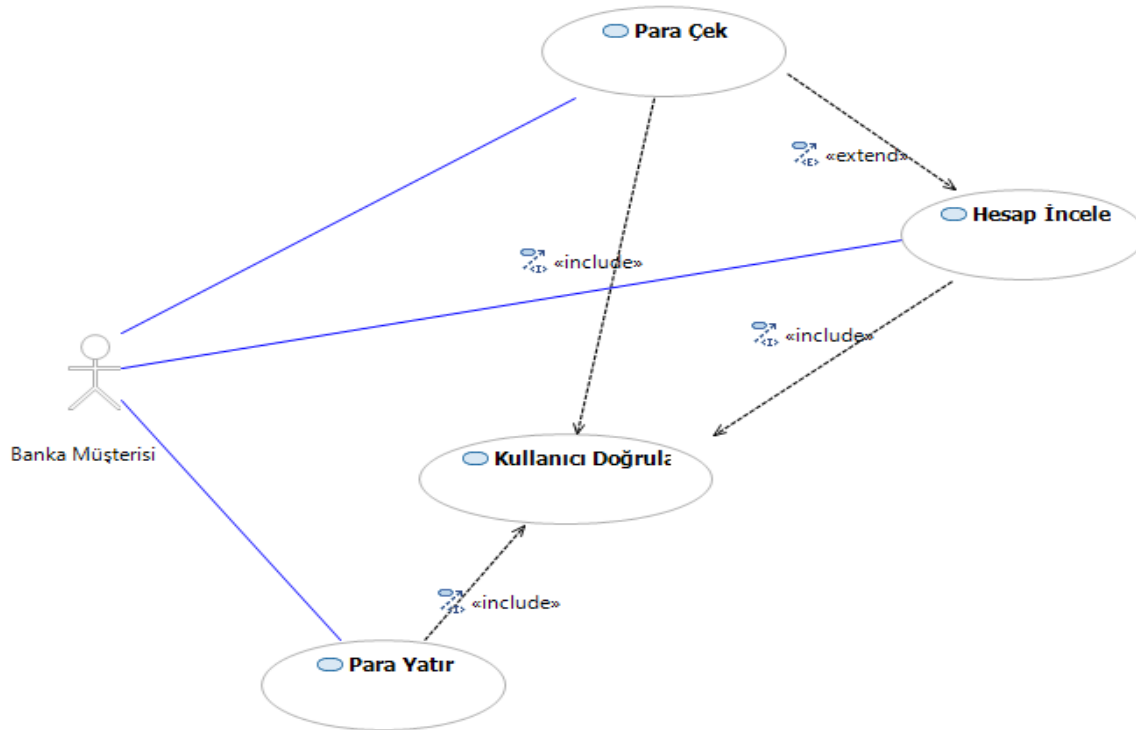 Para Çek
«extend»
Hesap İncele
«include»
«include»
Banka Müşterisi
Kullanıcı Doğrula
«include»
Para Yatır